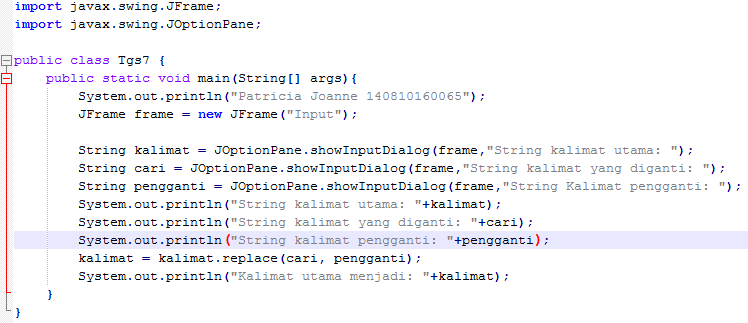 import javax.swing.JFrame;
import javax.swing.JOptionPane;
public class Tgs7 {
public static void main(String[] args){
System.out.println("Patricia Joanne 140810160065");
JFrame frame = new JFrame("Input");
String kalimat = JOptionPane.showInputDialog(frame,"String kalimat utama: ");
String cari = JOptionPane.showInputDialog(frame,"String kalimat yang diganti: ");
String pengganti = JOptionPane.showInputDialog(frame,"String Kalimat pengganti: ");
System.out.println("String kalimat utama: "+kalimat);
System.out.println("String kalimat yang diganti: "+cari);
System.out.println("String kalimat pengganti: "+pengganti);
kalimat = kalimat.replace(cari, pengganti);
System.out.println("Kalimat utama menjadi: "+kalimat);
}
}